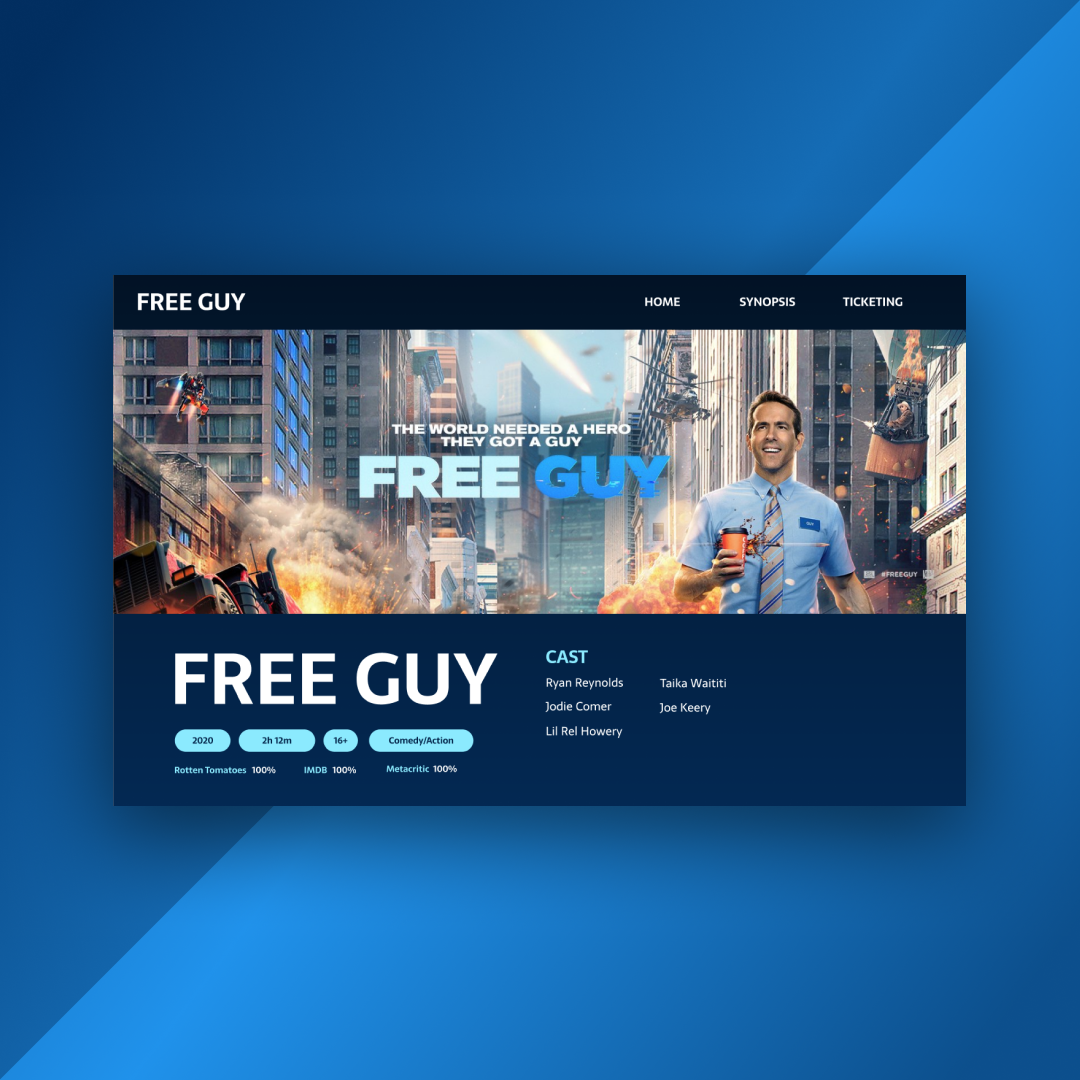 FREE GUY
HOME SYNOPSIS TICKETING
THE WORLD NEEDED A HERO
THEY GOT A GUY
FREE GUY
GUY
#FREEGUY
FREE GUY
2020 2h 12m 16+ Comedy/Action
Rotten Tomatoes 100% IMDB 100% Metacritic 100%
CAST
Ryan Reynolds Taika Waititi
Jodie Comer Joe Keery
Lil Rel Howery